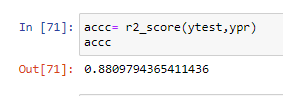 In [71]: accc= r2_score(ytest,ypr)
accc
Out[71]: 0.8809794365411436